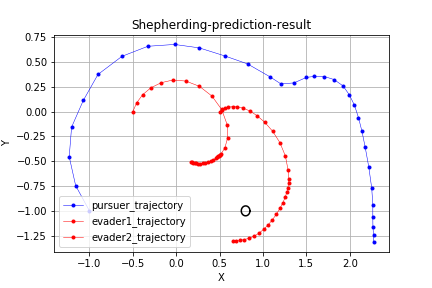 Shepherding-prediction-result
0.75
0.50
0.25
0.00
−0.25
−0.50
−0.75
−1.00
−1.25
Y
pursuer_trajectory
evader1_trajectory
evader2_trajectory
−1.0
−0.5
0.0
0.5
1.0
1.5
2.0
X